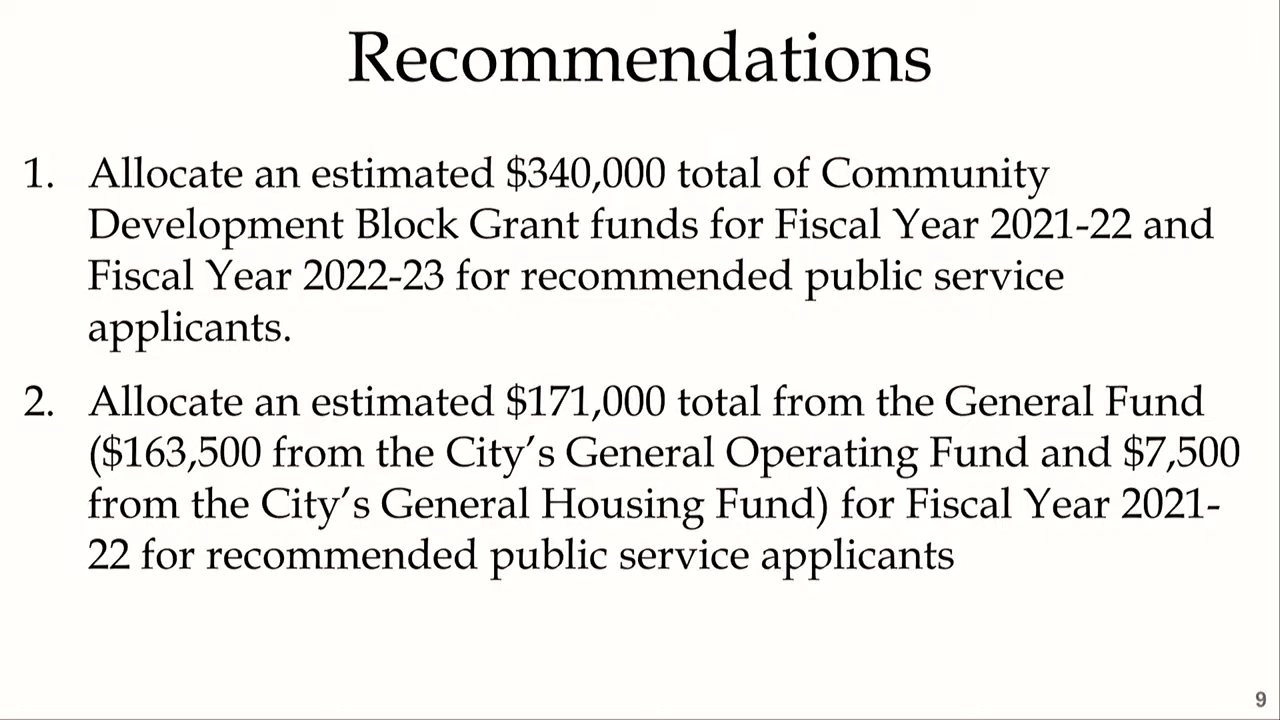 Recommendations
1. Allocate an estimated $340,000 total of Community
Development Block Grant funds for Fiscal Year 2021-22 and
Fiscal Year 2022-23 for recommended public service
applicants.
2. Allocate an estimated $171,000 total from the General Fund
($163,500 from the City’s General Operating Fund and $7,500
from the City’s General Housing Fund) for Fiscal Year 2021-
22 for recommended public service applicants
9